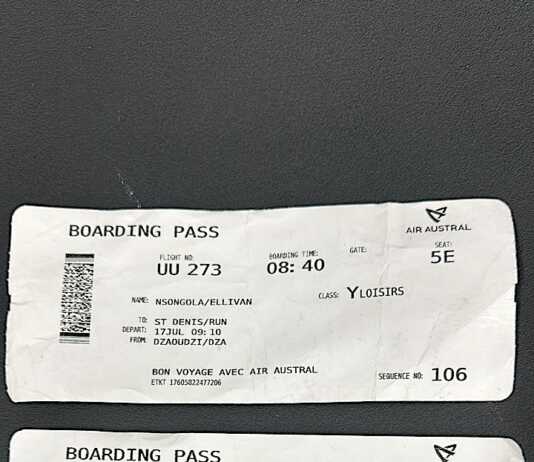 BOARDING PASS
AIR AUSTRAL
FLIGHT NO:
UU 273
BOARDING TIME:
08:40
GATE:
SEAT:
5E
NAME: NSONGOLA/ELLIVAN
CLASS: Y LOISIRS
TO: ST DENIS/RUN
DEPART: 17JUL 09:10
FROM: DZAOUDZI/DZA
BON VOYAGE AVEC AIR AUSTRAL
ETKT 17605822477206
SEQUENCE NO: 106
BOARDING PASS